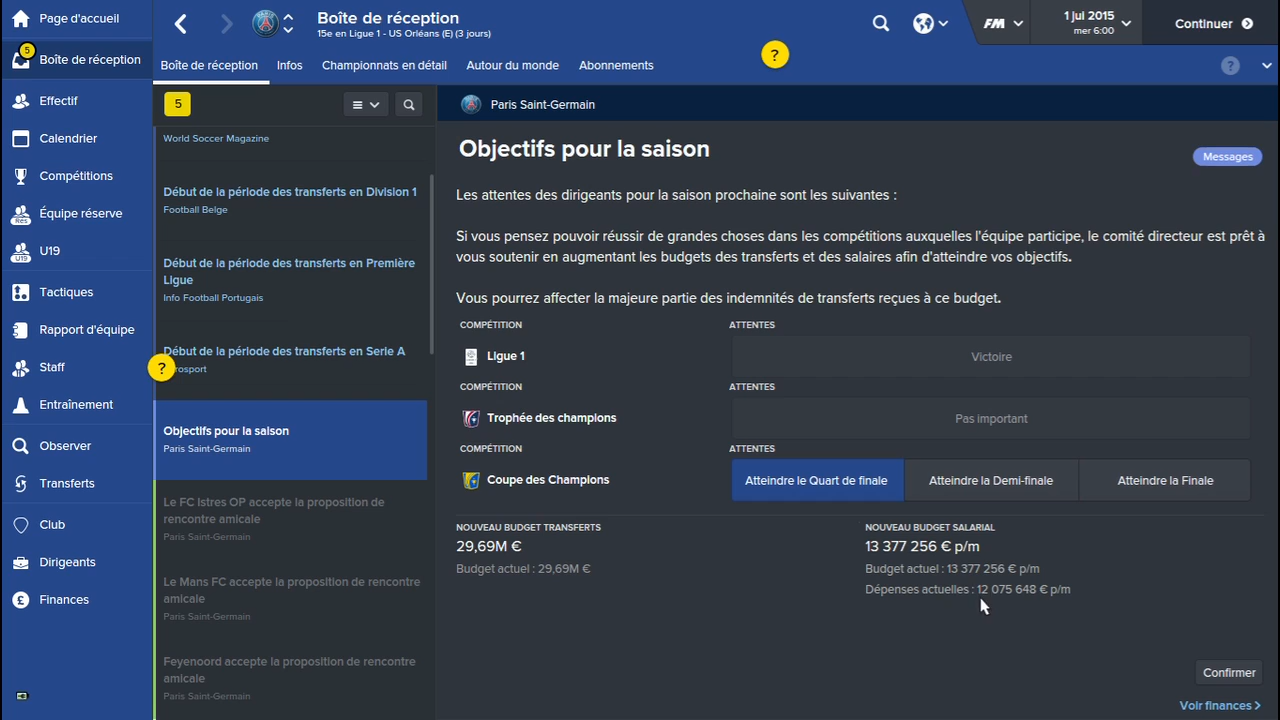 Page d'accueil
5
Boîte de réception
Effectif
Calendrier
Compétitions
Res
Équipe réserve
U19
U19
Tactiques
Rapport d'équipe
Staff
Entraînement
Observer
Transferts
Club
Dirigeants
£
Finances
Boîte de réception
15e en Ligue 1 - US Orléans (E) (3 jours)
FM
1 jul 2015
mer 6:00
Continuer
Boîte de réception
Infos
Championnats en détail
Autour du monde
Abonnements
?
?
5
World Soccer Magazine
Début de la période des transferts en Division 1
Football Belge
Début de la période des transferts en Première
Ligue
Info Football Portugais
Début de la période des transferts en Serie A
?
rosport
Objectifs pour la saison
Paris Saint-Germain
Le FC Istres OP accepte la proposition de
rencontre amicale
Paris Saint-Germain
Le Mans FC accepte la proposition de rencontre
amicale
Paris Saint-Germain
Feyenoord accepte la proposition de rencontre
amicale
Paris Saint-Germain
Paris Saint-Germain
Objectifs pour la saison
Messages
Les attentes des dirigeants pour la saison prochaine sont les suivantes :
Si vous pensez pouvoir réussir de grandes choses dans les compétitions auxquelles l'équipe participe, le comité directeur est prêt à
vous soutenir en augmentant les budgets des transferts et des salaires afin d'atteindre vos objectifs.
Vous pourrez affecter la majeure partie des indemnités de transferts reçues à ce budget.
COMPÉTITION
ATTENTES
Ligue 1
Victoire
COMPÉTITION
ATTENTES
Trophée des champions
Pas important
COMPÉTITION
ATTENTES
Coupe des Champions
Atteindre le Quart de finale
Atteindre la Demi-finale
Atteindre la Finale
NOUVEAU BUDGET TRANSFERTS
29,69M €
Budget actuel : 29,69M €
NOUVEAU BUDGET SALARIAL
13 377 256 € p/m
Budget actuel : 13 377 256 € p/m
Dépenses actuelles : 12 075 648 € p/m
Confirmer
Voir finances >